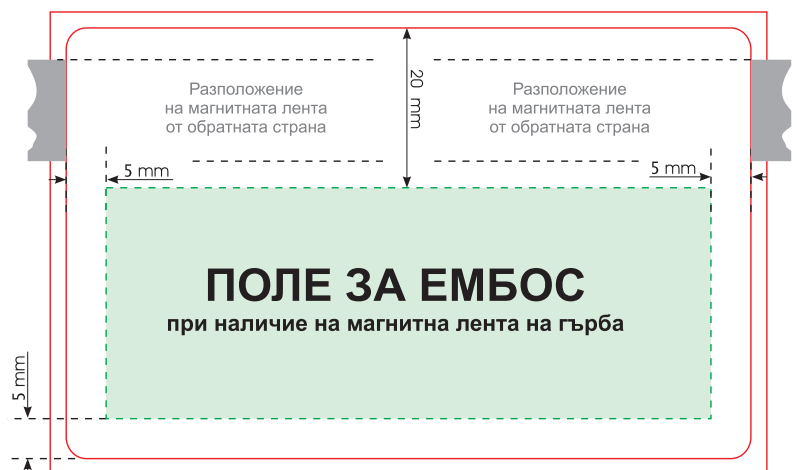 20 mm
Разположение
на магнитната лента
от обратната страна
Разположение
на магнитната лента
от обратната страна
5 mm
5 mm
ПОЛЕ ЗА ЕМБОС
при наличие на магнитна лента на гърба
5 mm